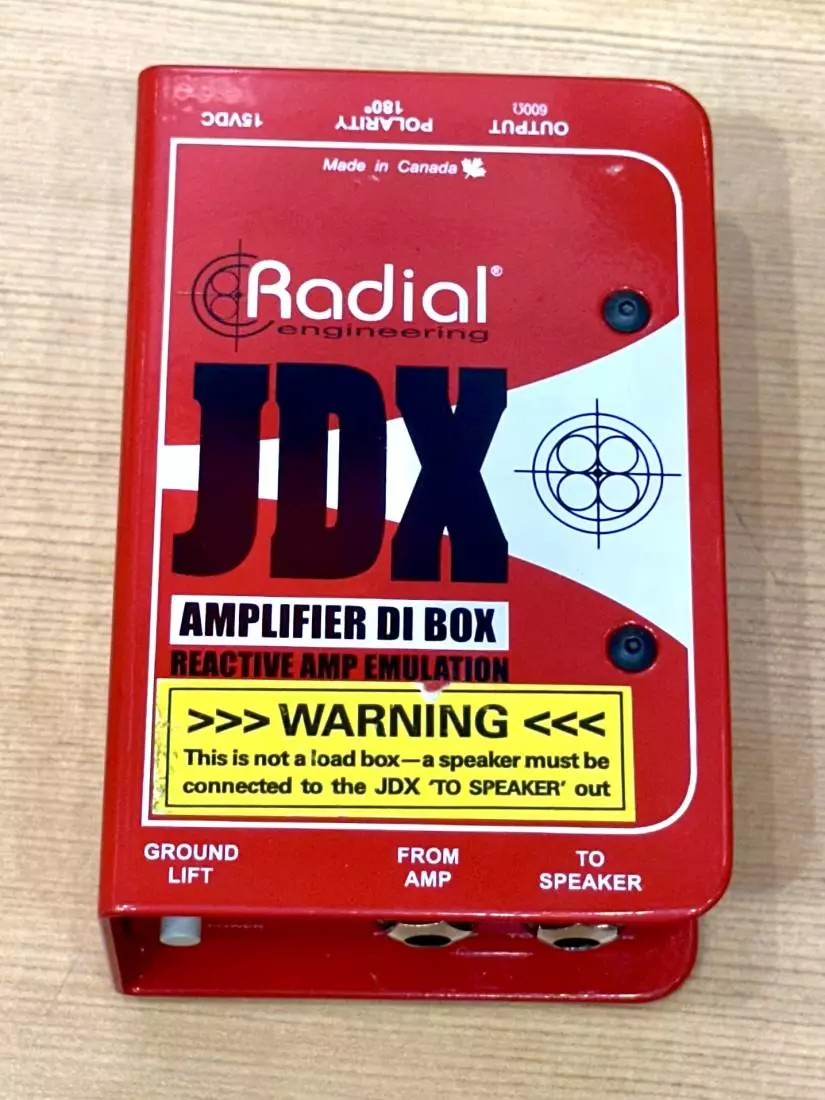 15VDC
POLARITY
180°
OUTPUT
600Ω
Made in Canada
Radial®
engineering
JDX
AMPLIFIER DI BOX
REACTIVE AMP EMULATION
>>> WARNING <<<
This is not a load box—a speaker must be
connected to the JDX 'TO SPEAKER' out
GROUND
LIFT
FROM
AMP
TO
SPEAKER
POWER